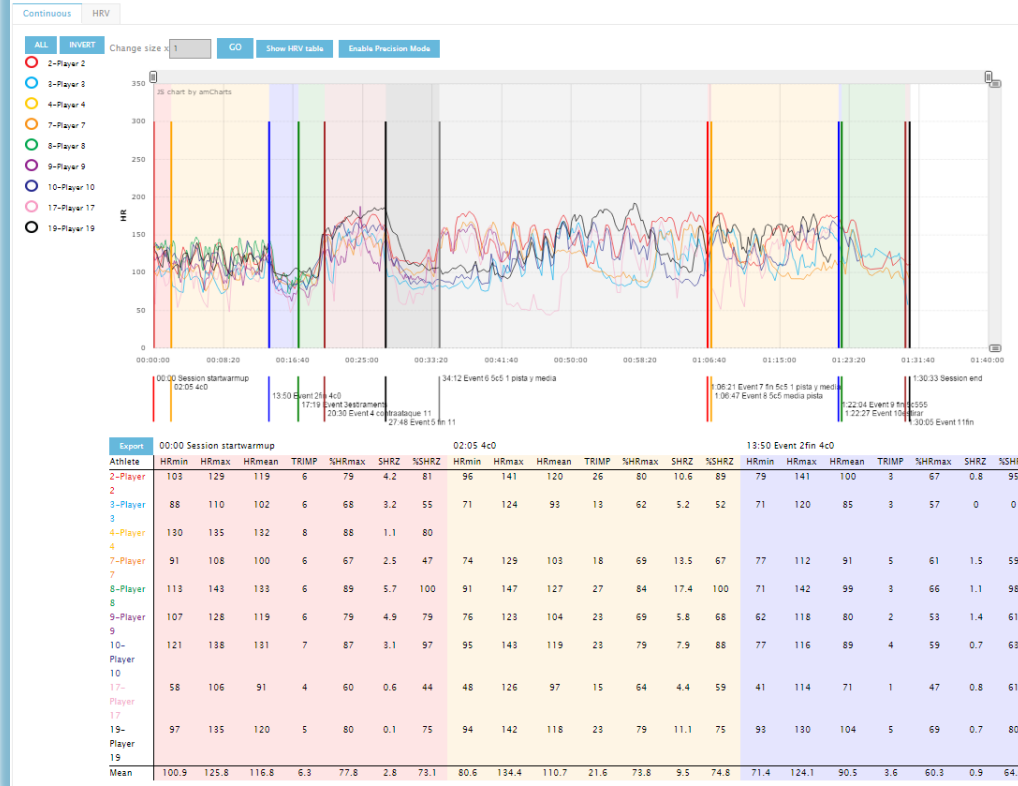 Continuous HRV
ALL INVERT Change size x 1 GO Show HRV table Enable Precision Mode
2-Player 2
3-Player 3
4-Player 4
7-Player 7
8-Player 8
9-Player 9
10-Player 10
17-Player 17
19-Player 19
JS chart by amCharts
HR
350
300
250
200
150
100
50
0
00:00:00 00:08:20 00:16:40 00:25:00 00:33:20 00:41:40 00:50:00 00:58:20 01:06:40 01:15:00 01:23:20 01:31:40 01:40:00
00:00 Session startwarmup
02:05 4c0
13:50 Event 2fin 4c0
17:19 Event 3estrament
20:30 Event 4 contraataque 11
27:48 Event 5 fin 11
34:12 Event 6 5c5 1 pista y media
1:06:21 Event 7 fin 5c5 1 pista y media
1:06:47 Event 8 5c5 media pista
1:22:04 Event 9 fin 5c555
1:22:27 Event 10estirar
1:30:05 Event 11fin
1:30:33 Session end
Export 00:00 Session startwarmup 02:05 4c0 13:50 Event 2fin 4c0
Athlete HRmin HRmax HRmean TRIMP %HRmax SHRZ %SHRZ HRmin HRmax HRmean TRIMP %HRmax SHRZ %SHRZ HRmin HRmax HRmean TRIMP %HRmax SHRZ %SHR
2-Player 2 103 129 119 6 79 4.2 81 96 141 120 26 80 10.6 89 79 141 100 3 67 0.8 95
3-Player 3 88 110 102 6 68 3.2 55 71 124 93 13 62 5.2 52 71 120 85 3 57 0 0
4-Player 4 130 135 132 8 88 1.1 80
7-Player 7 91 108 100 6 67 2.5 47 74 129 103 18 69 13.5 67 77 112 91 5 61 1.5 59
8-Player 8 113 143 133 6 89 5.7 100 91 147 127 27 84 17.4 100 71 142 99 3 66 1.1 98
9-Player 9 107 128 119 6 79 4.9 79 76 123 104 23 69 5.8 68 62 118 80 2 53 1.4 61
10-Player 10 121 138 131 7 87 3.1 97 95 143 119 23 79 7.9 88 77 116 89 4 59 0.7 63
17-Player 17 58 106 91 4 60 0.6 44 48 126 97 15 64 4.4 59 41 114 71 1 47 0.8 61
19-Player 19 97 135 120 5 80 0.1 75 94 142 118 23 79 11.1 75 93 130 104 5 69 0.7 80
Mean 100.9 125.8 116.8 6.3 77.8 2.8 73.1 80.6 134.4 110.7 21.6 73.8 9.5 74.8 71.4 124.1 90.5 3.6 60.3 0.9 64.